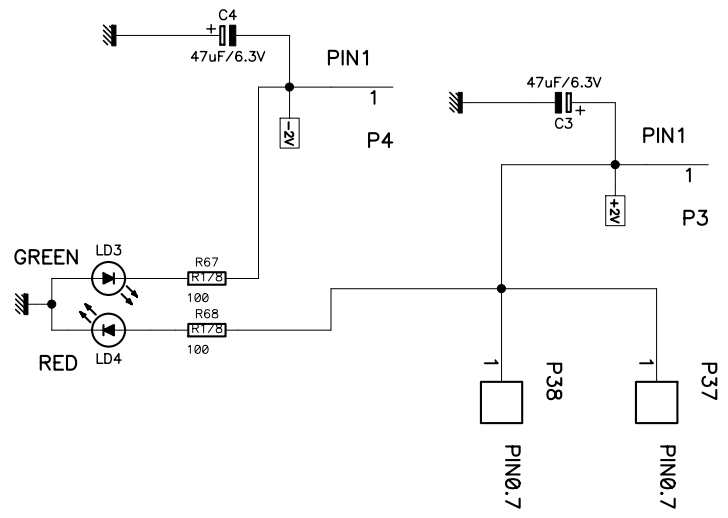 C4
+
47uF/6.3V
PIN1
1
-2V
P4
47uF/6.3V
+
C3
PIN1
1
+2V
P3
GREEN
LD3
R67
R1/8
100
R68
R1/8
100
LD4
RED
1
P38
PIN0.7
1
P37
PIN0.7